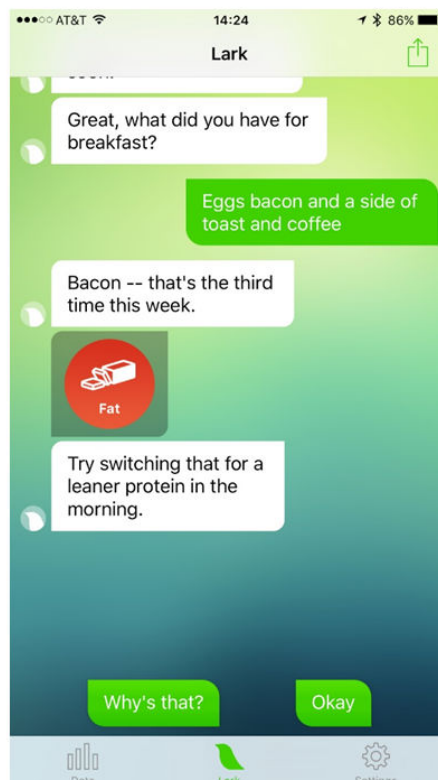 AT&T
14:24
86%
Lark
Great, what did you have for
breakfast?
Eggs bacon and a side of
toast and coffee
Bacon -- that's the third
time this week.
Fat
Try switching that for a
leaner protein in the
morning.
Why's that?
Okay